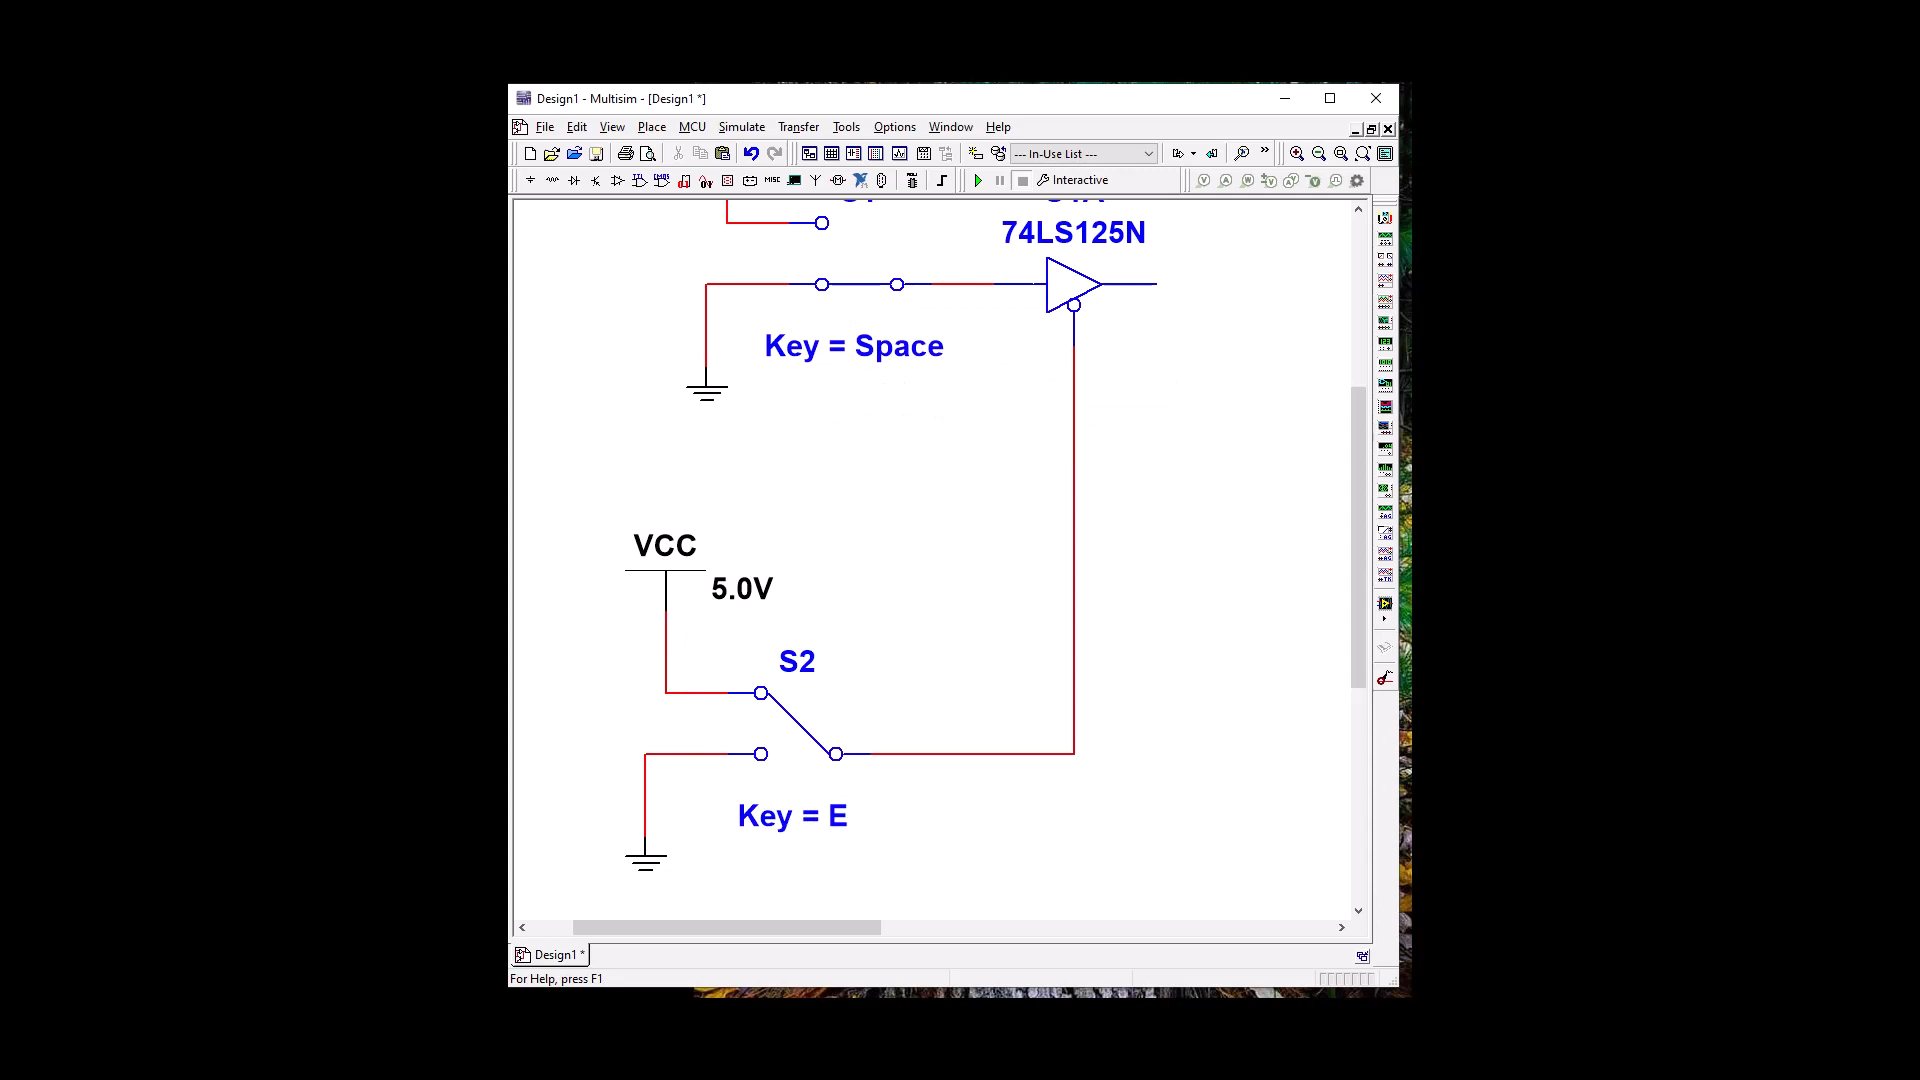 Design1 - Multisim - [Design1 *]
File Edit View Place MCU Simulate Transfer Tools Options Window Help
--- In-Use List ---
Interactive
74LS125N
Key = Space
VCC
5.0V
S2
Key = E
Design1 *
For Help, press F1